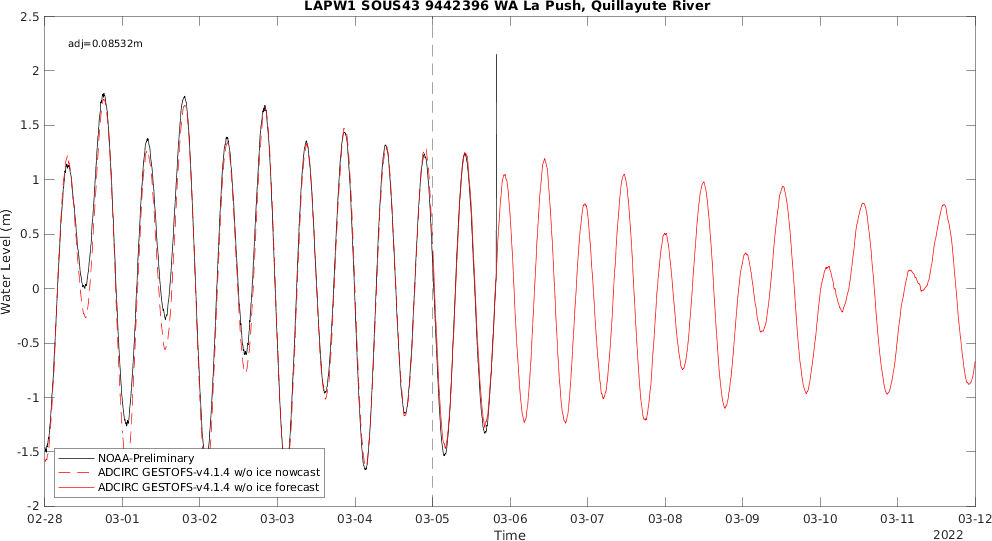 LAPW1 SOUS43 9442396 WA La Push, Quillayute River
adj=0.08532m
Water Level (m)
2.5
2
1.5
1
0.5
0
-0.5
-1
-1.5
-2
NOAA-Preliminary
ADCIRC GESTOFS-v4.1.4 w/o ice nowcast
ADCIRC GESTOFS-v4.1.4 w/o ice forecast
02-28 03-01 03-02 03-03 03-04 03-05 03-06 03-07 03-08 03-09 03-10 03-11 03-12
Time
2022